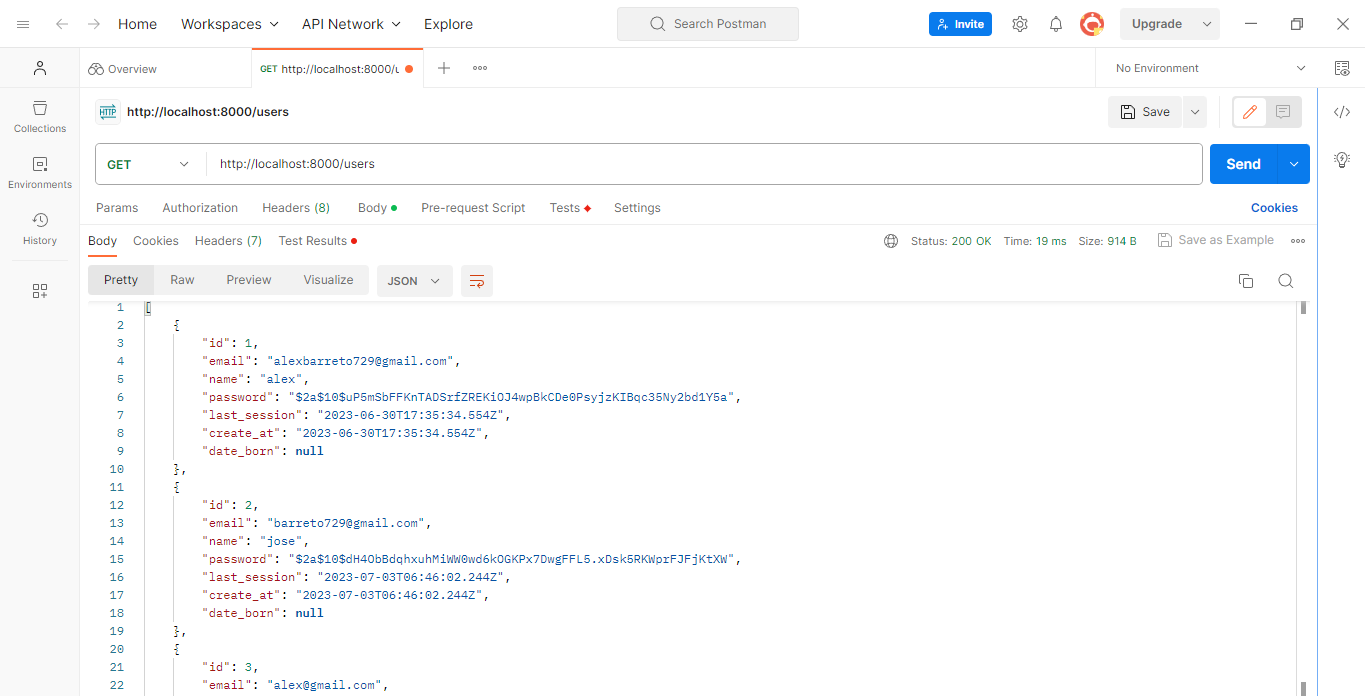 Home Workspaces API Network Explore Search Postman Invite Upgrade
Overview GET http://localhost:8000/u No Environment
HTTP http://localhost:8000/users Save
Collections
GET http://localhost:8000/users Send
Environments
Params Authorization Headers (8) Body Pre-request Script Tests Settings Cookies
History
Body Cookies Headers (7) Test Results Status: 200 OK Time: 19 ms Size: 914 B Save as Example
Pretty Raw Preview Visualize JSON
1 [
2 {
3 "id": 1,
4 "email": "alexbarreto729@gmail.com",
5 "name": "alex",
6 "password": "$2a$10$uP5mSbFFKnTADSrfZREKiOJ4wpBkCDe0PsyjzKIBqc35Ny2bd1Y5a",
7 "last_session": "2023-06-30T17:35:34.554Z",
8 "create_at": "2023-06-30T17:35:34.554Z",
9 "date_born": null
10 },
11 {
12 "id": 2,
13 "email": "barreto729@gmail.com",
14 "name": "jose",
15 "password": "$2a$10$dH4ObBdqhxuhMiWW0wd6kOGKPx7DwgFFL5.xDsk5RKWprFJFjKtXW",
16 "last_session": "2023-07-03T06:46:02.244Z",
17 "create_at": "2023-07-03T06:46:02.244Z",
18 "date_born": null
19 },
20 {
21 "id": 3,
22 "email": "alex@gmail.com",